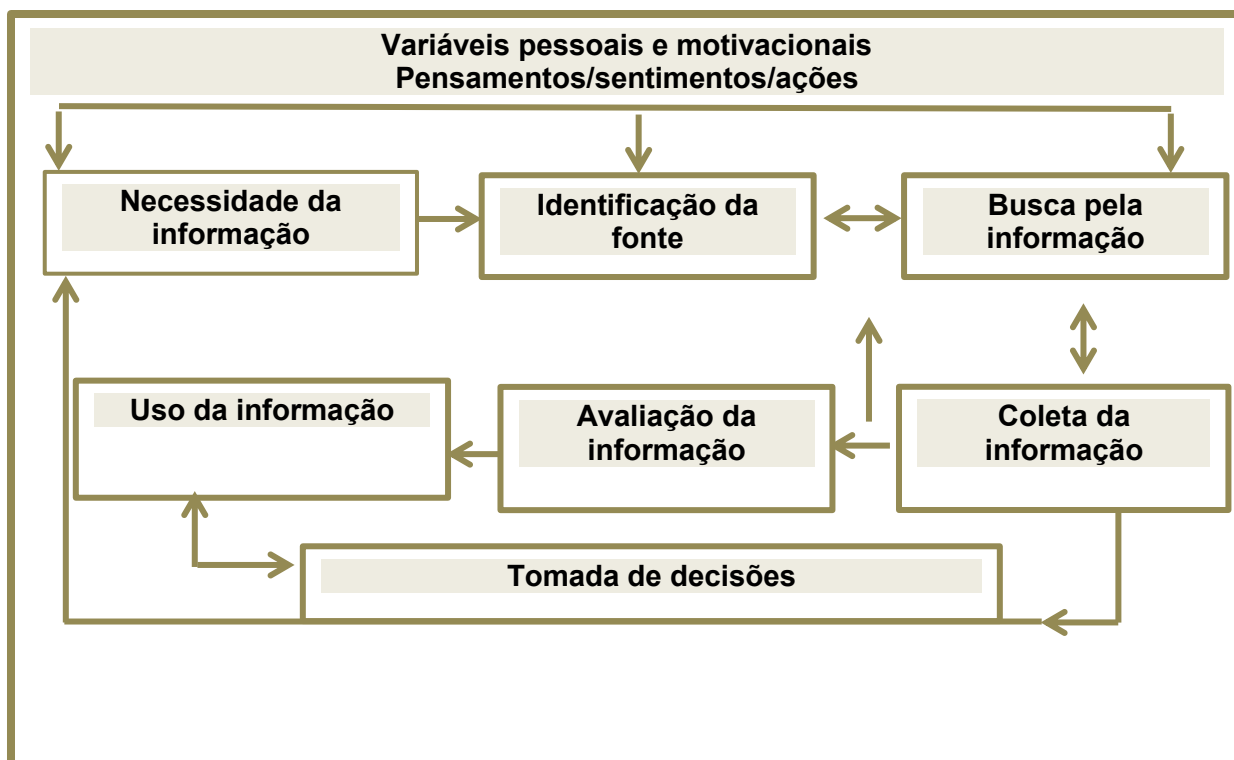 Variáveis pessoais e motivacionais
Pensamentos/sentimentos/ações
Necessidade da
informação
Identificação da
fonte
Busca pela
informação
Uso da informação
Avaliação da
informação
Coleta da
informação
Tomada de decisões